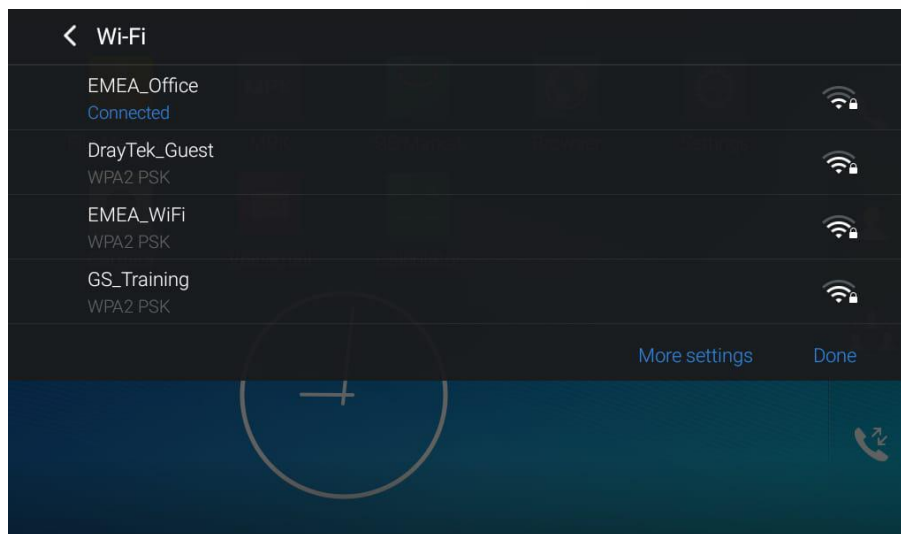 Wi-Fi
EMEA_Office
Connected
DrayTek_Guest
WPA2 PSK
EMEA_WiFi
WPA2 PSK
GS_Training
WPA2 PSK
More settings Done